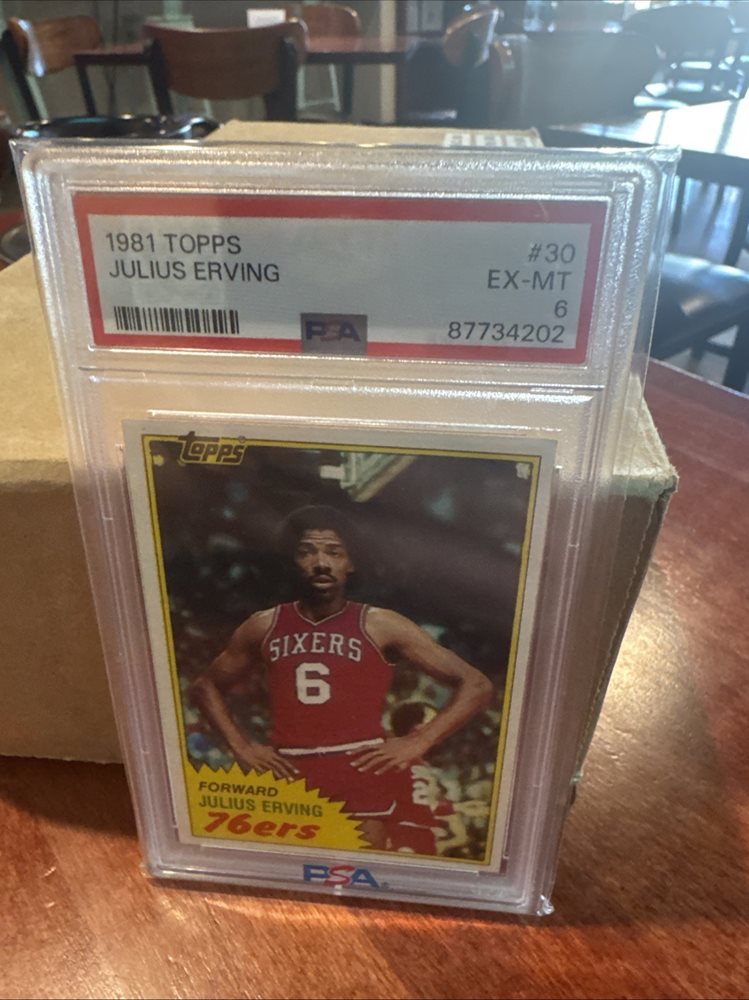 1981 TOPPS #30
JULIUS ERVING EX-MT
6
PSA 87734202
topps
SIXERS
6
FORWARD
JULIUS ERVING
76ers
PSA